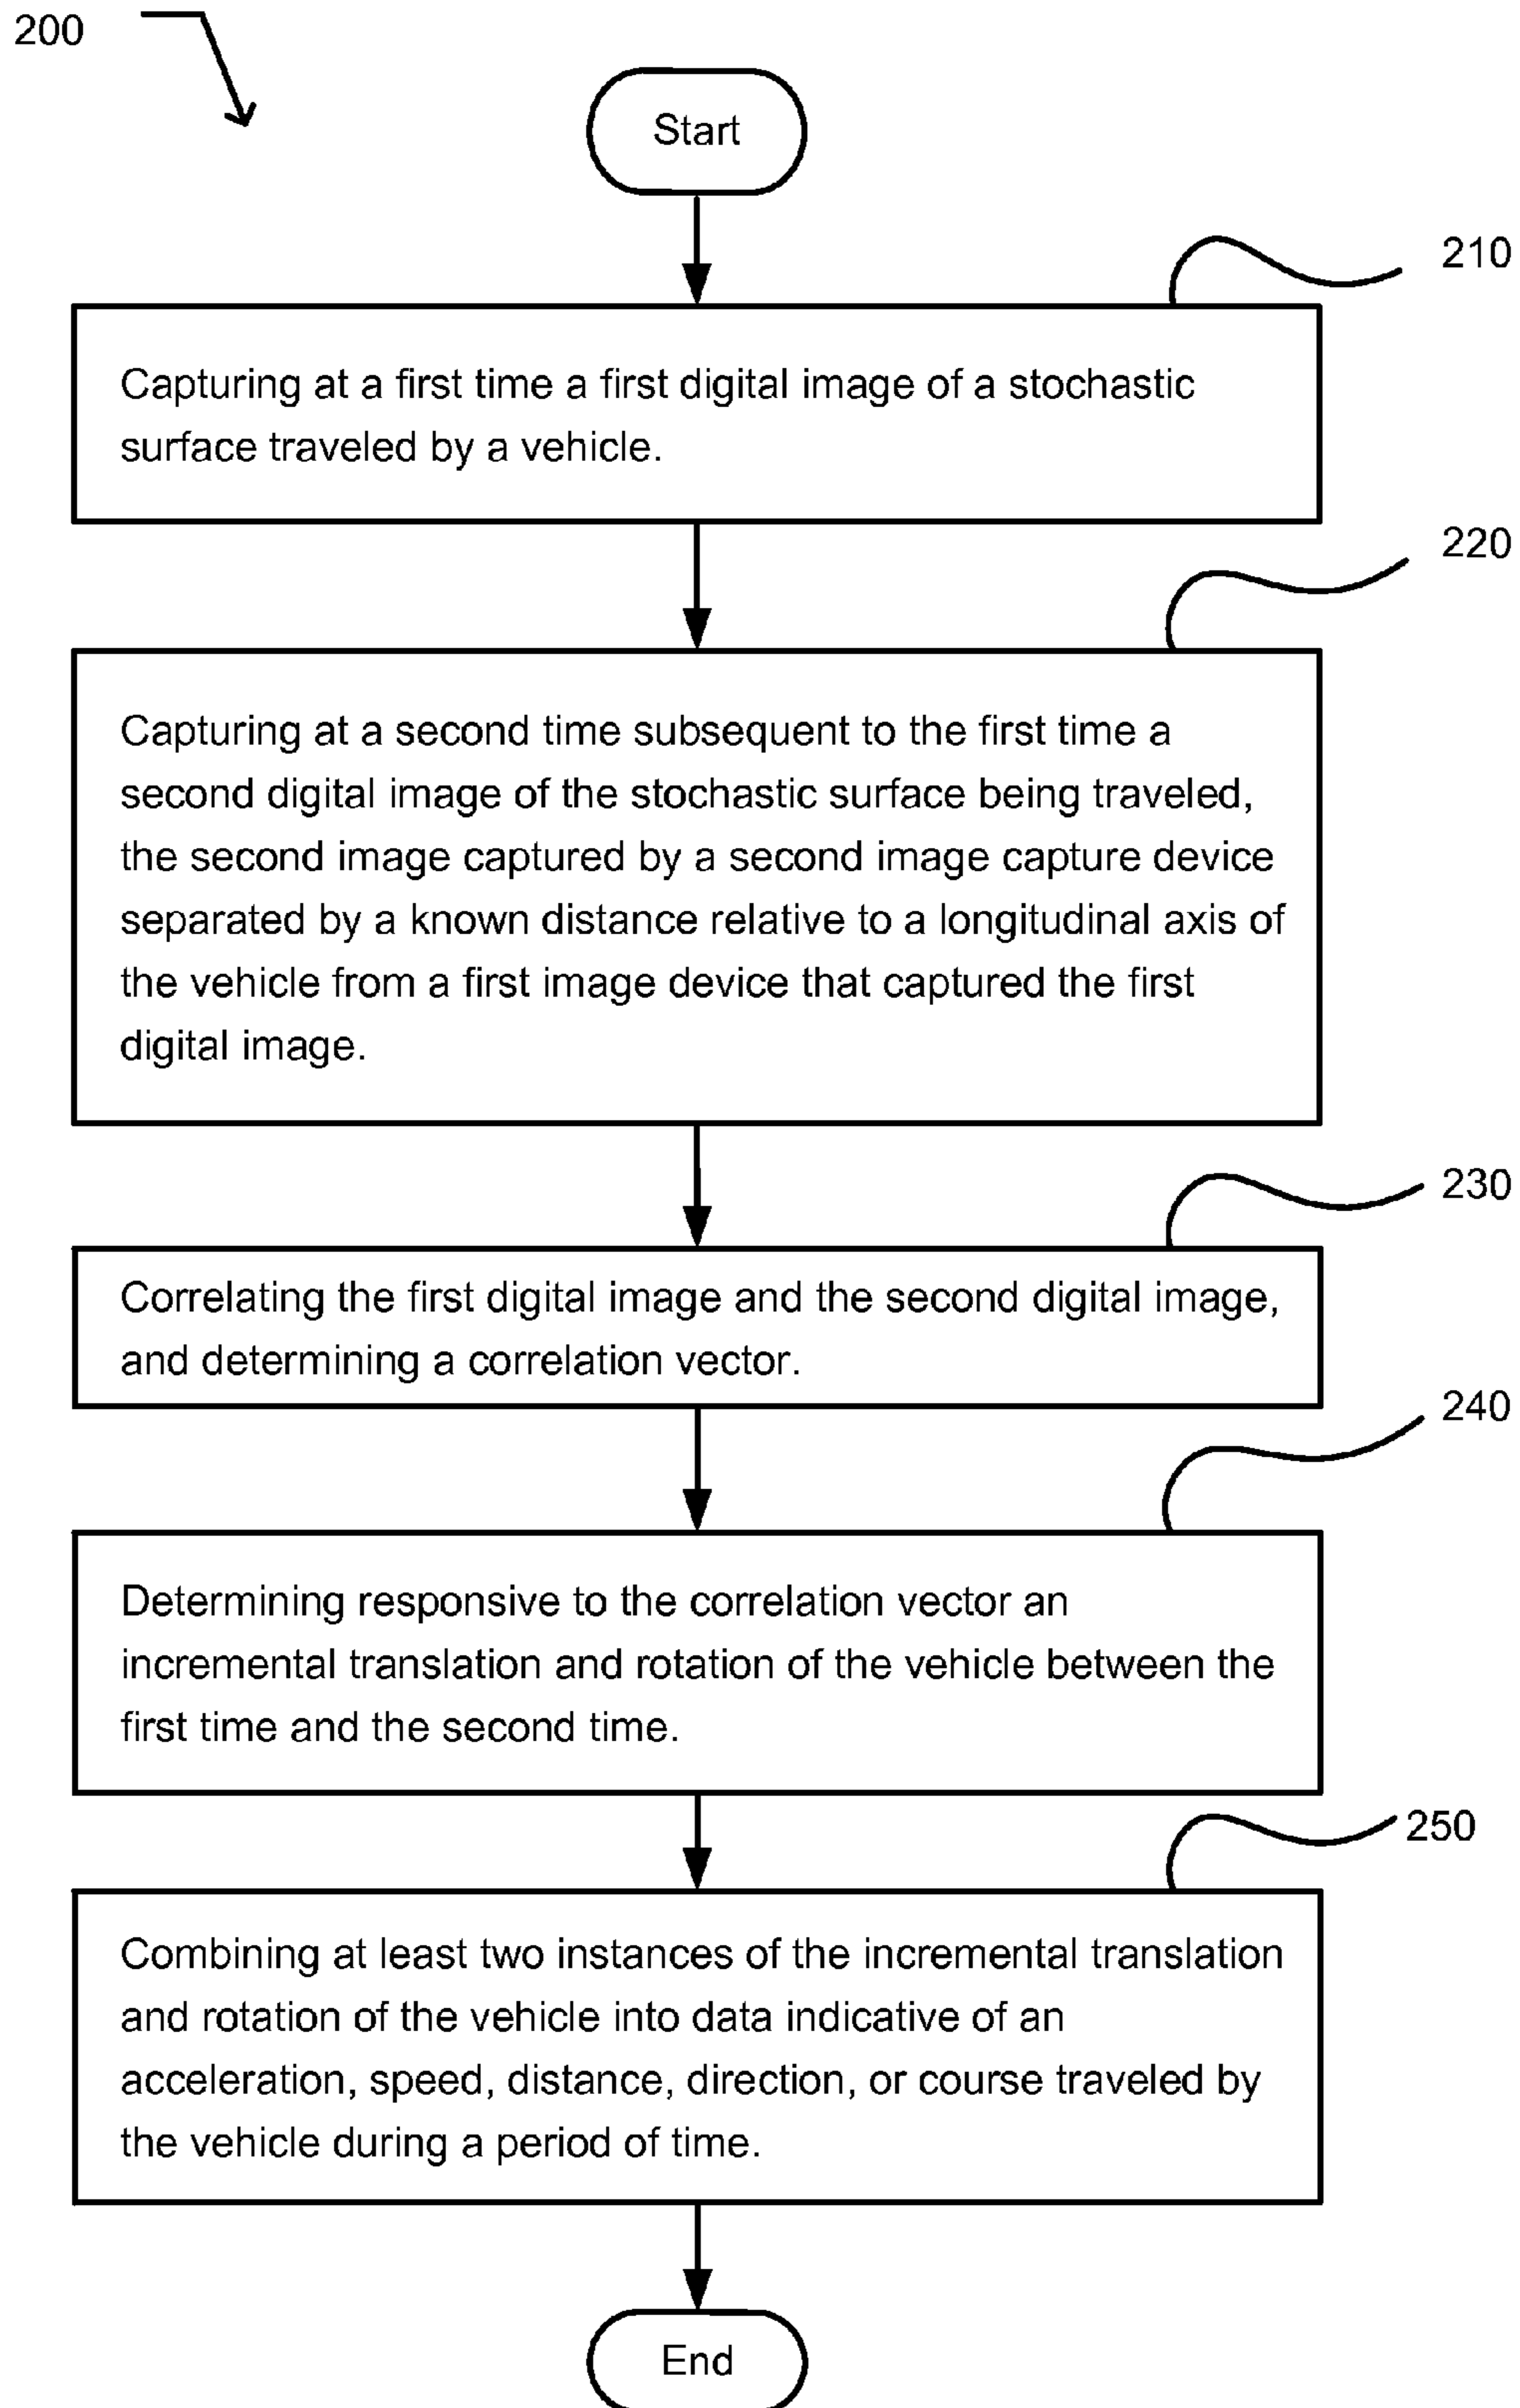 200
Start
210
Capturing at a first time a first digital image of a stochastic
surface traveled by a vehicle.
220
Capturing at a second time subsequent to the first time a
second digital image of the stochastic surface being traveled,
the second image captured by a second image capture device
separated by a known distance relative to a longitudinal axis of
the vehicle from a first image device that captured the first
digital image.
230
Correlating the first digital image and the second digital image,
and determining a correlation vector.
240
Determining responsive to the correlation vector an
incremental translation and rotation of the vehicle between the
first time and the second time.
250
Combining at least two instances of the incremental translation
and rotation of the vehicle into data indicative of an
acceleration, speed, distance, direction, or course traveled by
the vehicle during a period of time.
End